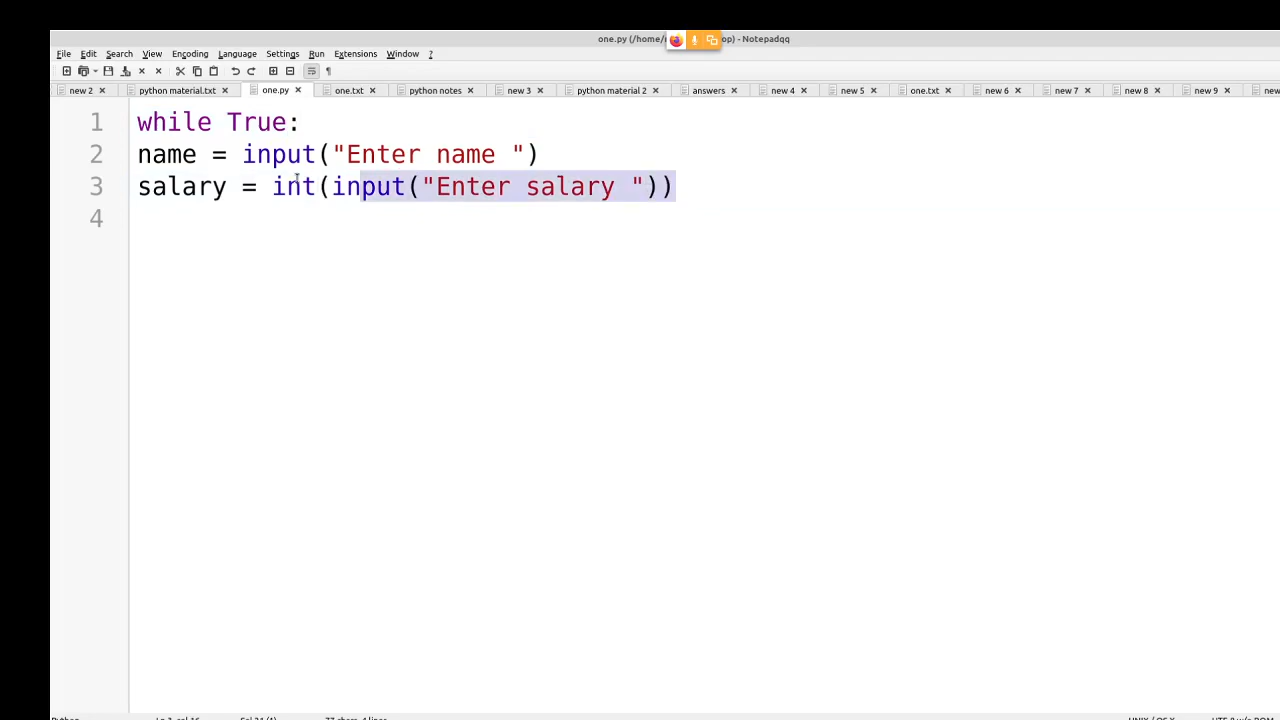 one.py (/home/ op) - Notepadqq
File Edit Search View Encoding Language Settings Run Extensions Window ?
new 2 python material.txt one.py one.txt python notes new 3 python material 2 answers new 4 new 5 one.txt new 6 new 7 new 8 new 9 new
1 while True:
2 name = input("Enter name ")
3 salary = int(input("Enter salary "))
4